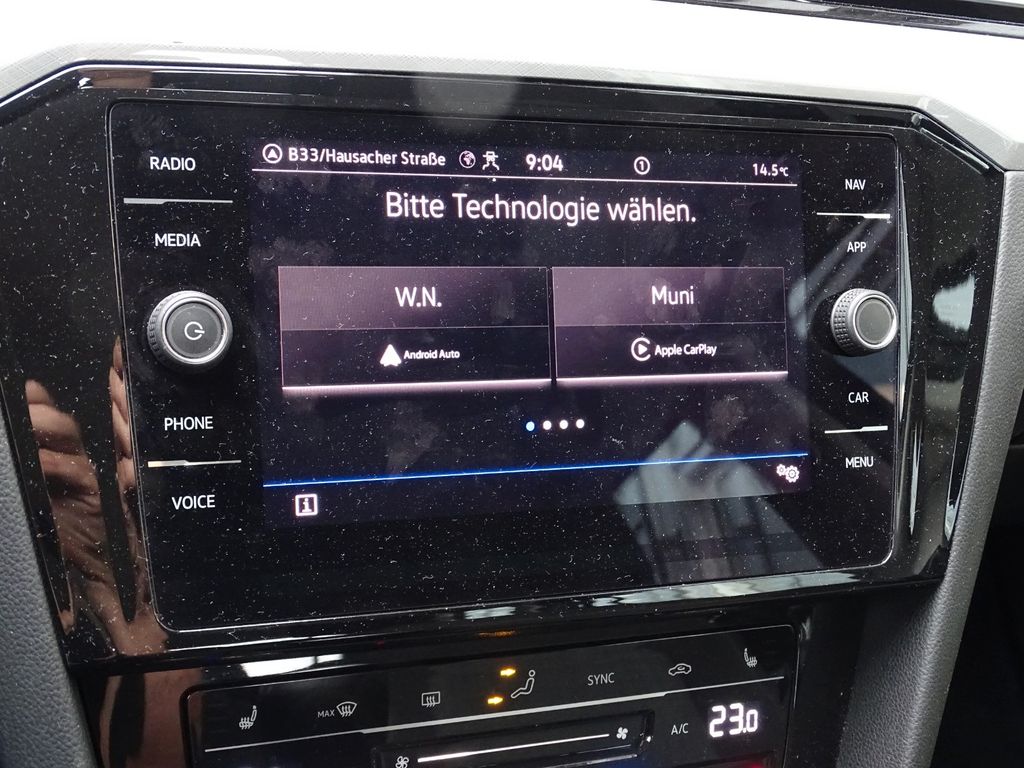 RADIO
MEDIA
PHONE
VOICE
B33/Hausacher Straße 9:04 1 14.5°C
Bitte Technologie wählen.
W.N.
Android Auto
Muni
Apple CarPlay
i
NAV
APP
CAR
MENU
MAX
SYNC
A/C
23.0